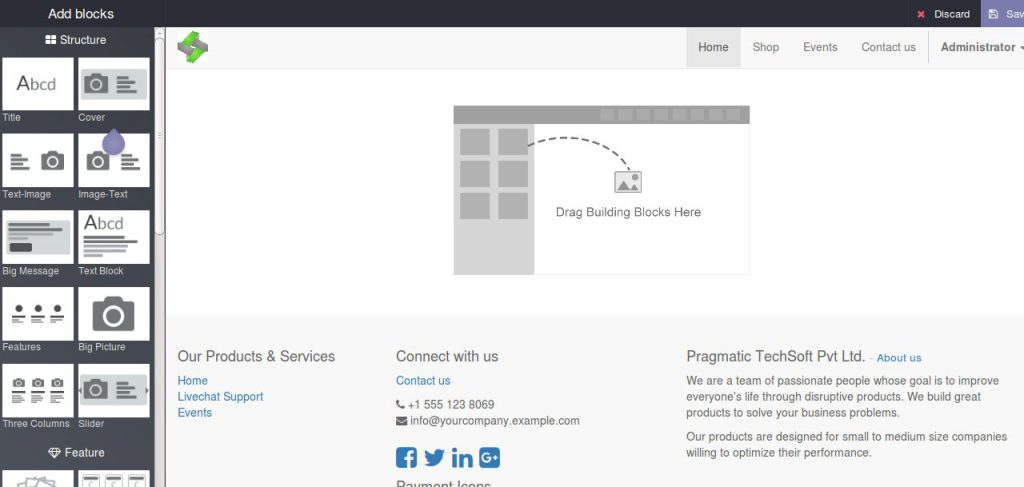 Add blocks
Discard
Sav
Structure
Abcd
Title
Cover
Text-Image
Image-Text
Big Message
Abcd
Text Block
Features
Big Picture
Three Columns
Slider
Feature
Home
Shop
Events
Contact us
Administrator
Drag Building Blocks Here
Our Products & Services
Home
Livechat Support
Events
Connect with us
Contact us
+1 555 123 8069
info@yourcompany.example.com
Payment Icons
Pragmatic TechSoft Pvt Ltd. - About us
We are a team of passionate people whose goal is to improve
everyone's life through disruptive products. We build great
products to solve your business problems.
Our products are designed for small to medium size companies
willing to optimize their performance.